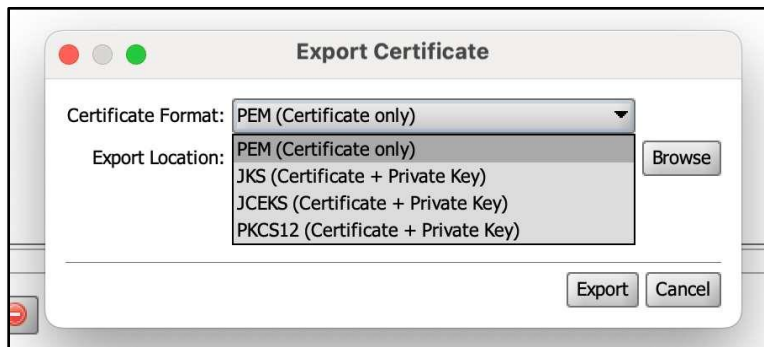 Export Certificate
Certificate Format: PEM (Certificate only)
Export Location: PEM (Certificate only) Browse
JKS (Certificate + Private Key)
JCEKS (Certificate + Private Key)
PKCS12 (Certificate + Private Key)
Export Cancel